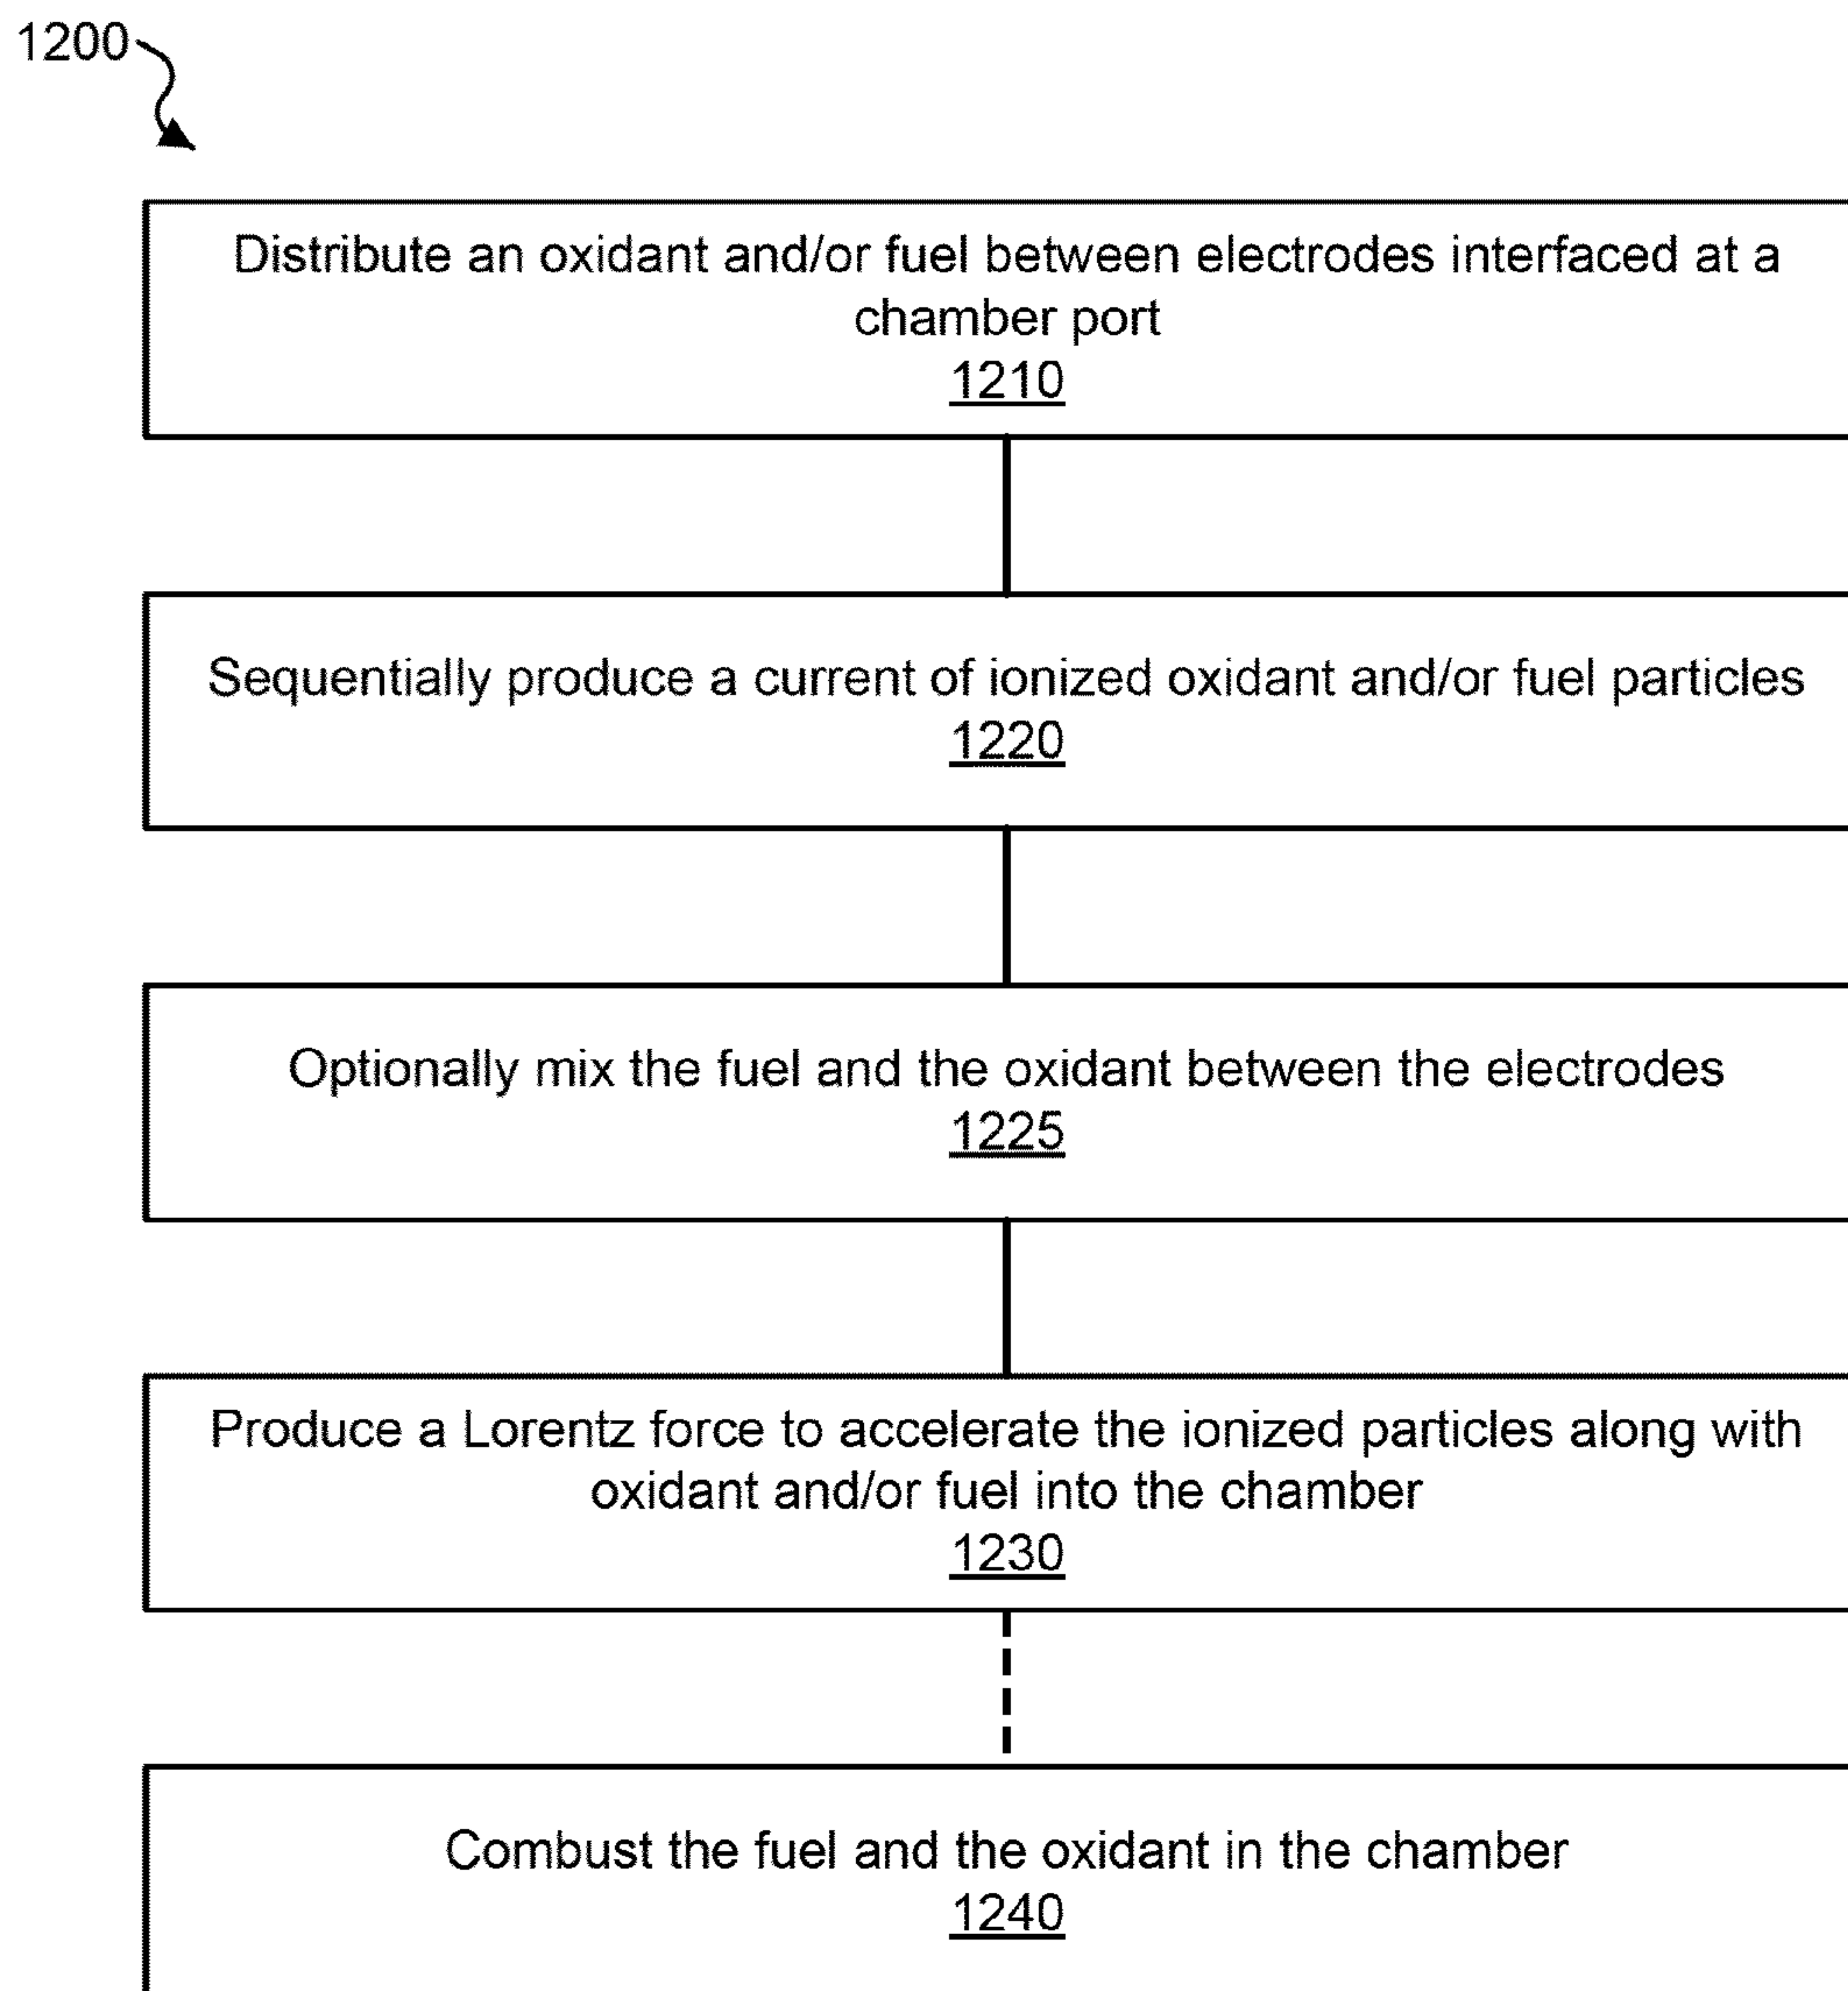 1200
Distribute an oxidant and/or fuel between electrodes interfaced at a
chamber port
1210
Sequentially produce a current of ionized oxidant and/or fuel particles
1220
Optionally mix the fuel and the oxidant between the electrodes
1225
Produce a Lorentz force to accelerate the ionized particles along with
oxidant and/or fuel into the chamber
1230
Combust the fuel and the oxidant in the chamber
1240